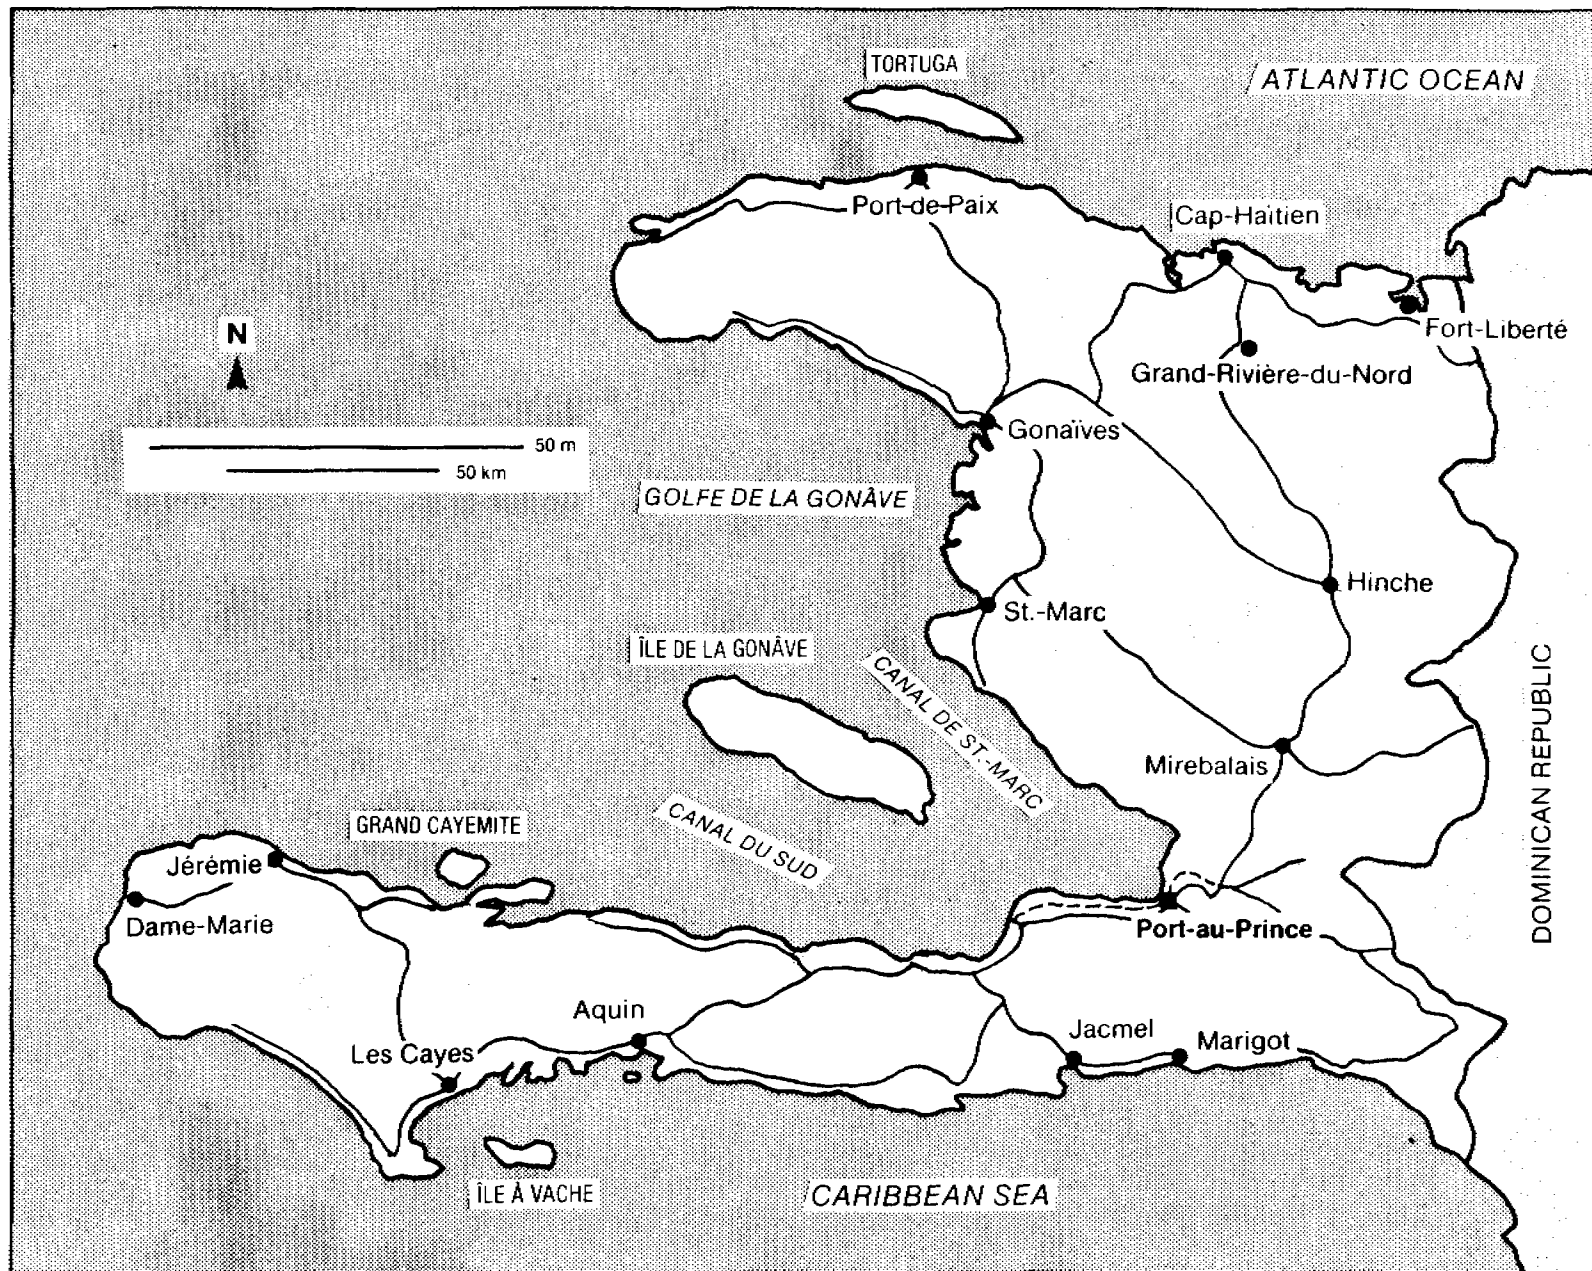 TORTUGA
ATLANTIC OCEAN
Port-de-Paix
Cap-Haïtien
N
Fort-Liberté
Grand-Rivière-du-Nord
Gonaïves
50 m
50 km
GOLFE DE LA GONÂVE
Hinche
St.-Marc
ÎLE DE LA GONÂVE
CANAL DE ST.-MARC
DOMINICAN REPUBLIC
Mirebalais
GRAND CAYEMITE
CANAL DU SUD
Jérémie
Dame-Marie
Port-au-Prince
Aquin
Jacmel
Marigot
Les Cayes
ÎLE À VACHE
CARIBBEAN SEA